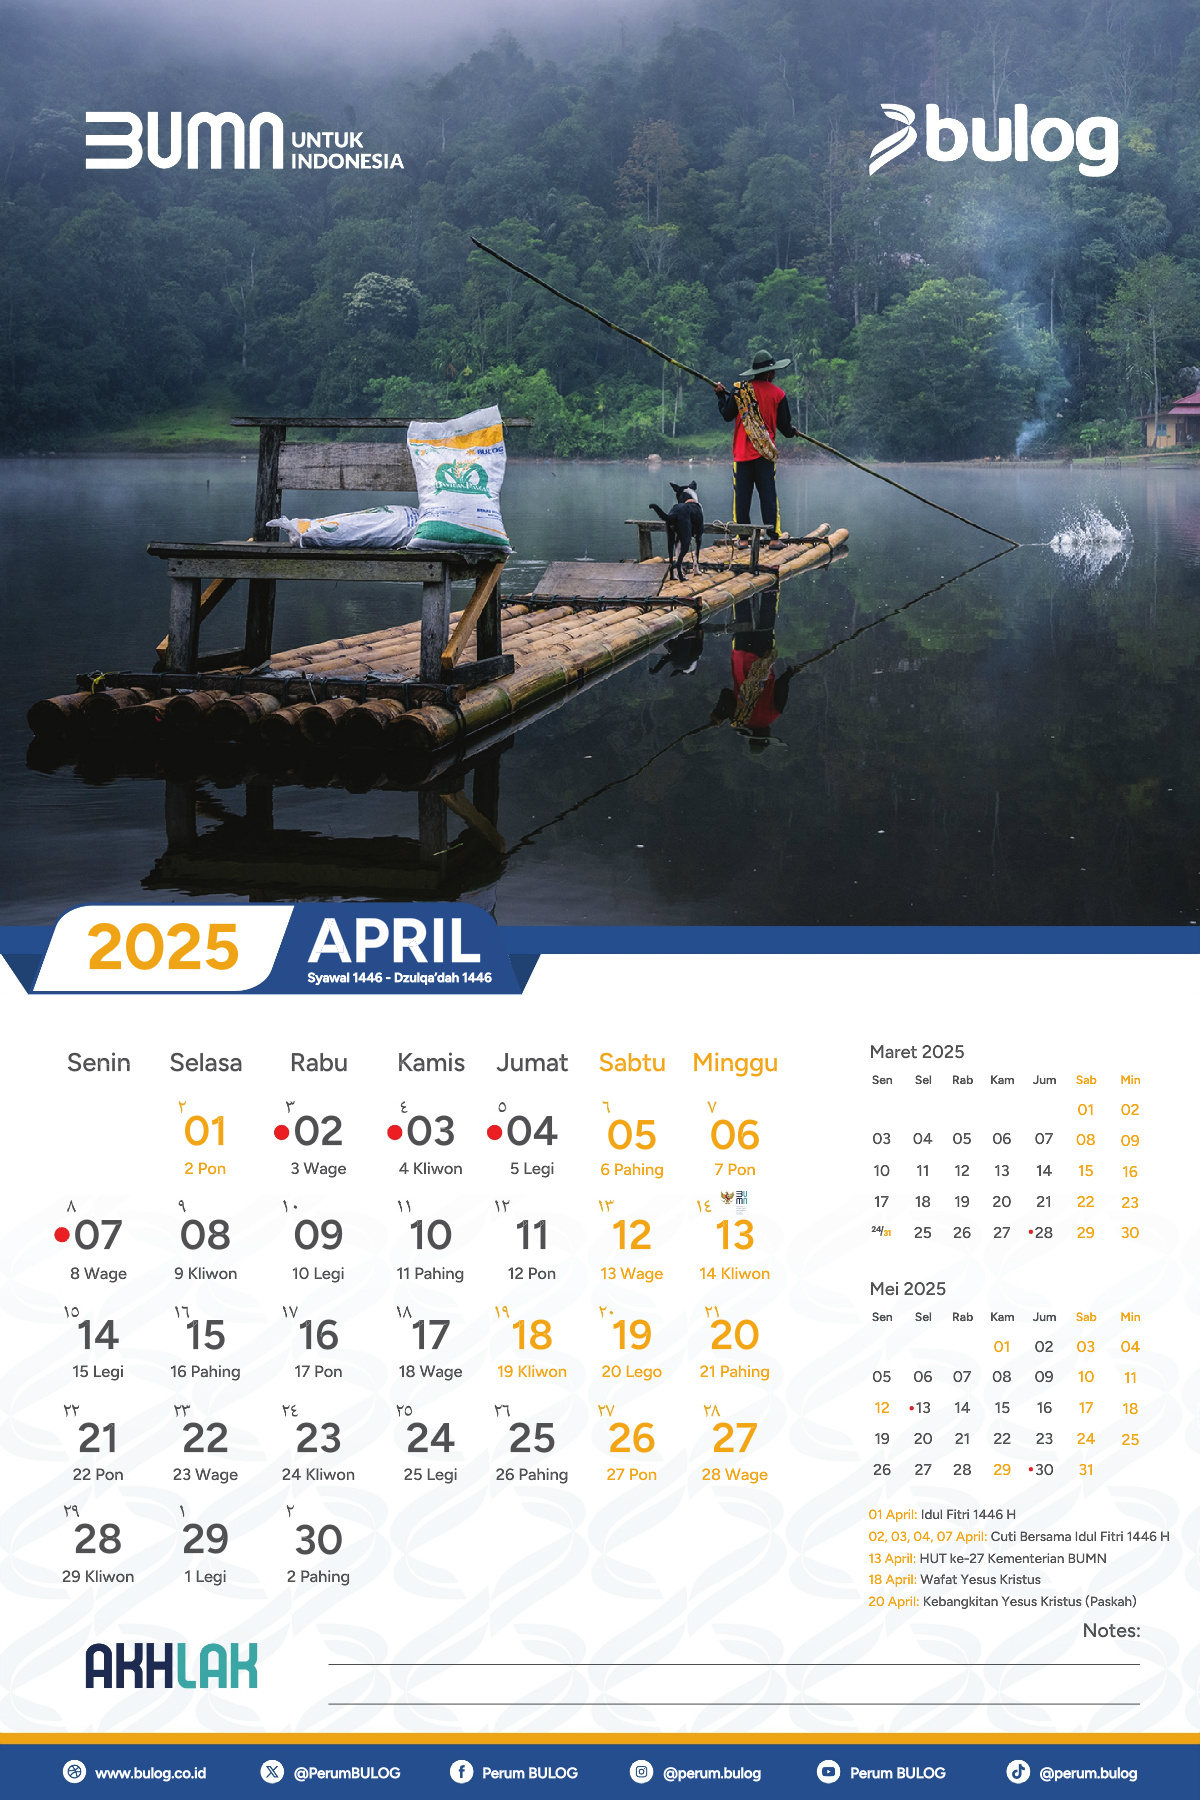 BUMN UNTUK
INDONESIA
bulog
BULOG
2025 APRIL
Syawal 1446 - Dzulqa'dah 1446
Senin Selasa Rabu Kamis Jumat Sabtu Minggu
٢ ٣ ٤ ٥ ٦ ٧
01 02 03 04 05 06
2 Pon 3 Wage 4 Kliwon 5 Legi 6 Pahing 7 Pon
٨ ٩ ١٠ ١١ ١٢ ١٣ ١٤
07 08 09 10 11 12 13
8 Wage 9 Kliwon 10 Legi 11 Pahing 12 Pon 13 Wage 14 Kliwon
١٥ ١٦ ١٧ ١٨ ١٩ ٢٠ ٢١
14 15 16 17 18 19 20
15 Legi 16 Pahing 17 Pon 18 Wage 19 Kliwon 20 Lego 21 Pahing
٢٢ ٢٣ ٢٤ ٢٥ ٢٦ ٢٧ ٢٨
21 22 23 24 25 26 27
22 Pon 23 Wage 24 Kliwon 25 Legi 26 Pahing 27 Pon 28 Wage
٢٩ ١ ٢
28 29 30
29 Kliwon 1 Legi 2 Pahing
Maret 2025
Sen Sel Rab Kam Jum Sab Min
01 02
03 04 05 06 07 08 09
10 11 12 13 14 15 16
17 18 19 20 21 22 23
24/31 25 26 27 28 29 30
Mei 2025
Sen Sel Rab Kam Jum Sab Min
01 02 03 04
05 06 07 08 09 10 11
12 13 14 15 16 17 18
19 20 21 22 23 24 25
26 27 28 29 30 31
01 April: Idul Fitri 1446 H
02, 03, 04, 07 April: Cuti Bersama Idul Fitri 1446 H
13 April: HUT ke-27 Kementerian BUMN
18 April: Wafat Yesus Kristus
20 April: Kebangkitan Yesus Kristus (Paskah)
Notes:
AKHLAK
www.bulog.co.id @PerumBULOG Perum BULOG @perum.bulog Perum BULOG @perum.bulog